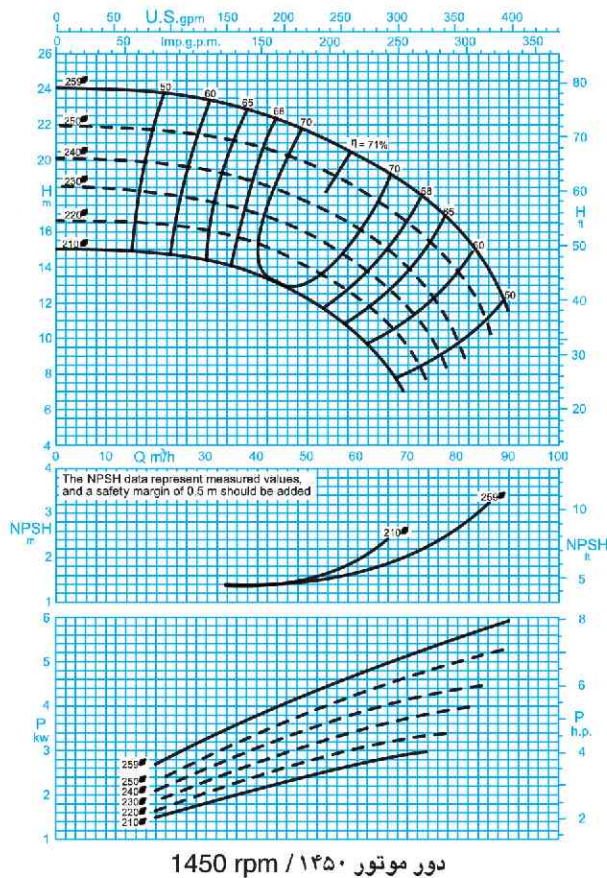 0 50 100 150 200 250 300 350 400
U.S.gpm
Imp.g.p.m.
0 50 100 150 200 250 300 350
26
24
22
20
H
m
16
14
12
10
8
6
4
80
70
60
H
ft
50
40
30
20
259
250
240
230
220
210
50
60
65
68
70
η = 71%
70
68
65
60
50
0 Q m³/h 20 30 40 50 60 70 80 90 100
4
3
NPSH
m
2
1
The NPSH data represent measured values,
and a safety margin of 0.5 m should be added
259
210
10
NPSH
ft
5
6
5
4
P
kw
3
2
1
8
6
P
h.p.
4
2
259
250
240
230
220
210
دور موتور ۱۴۵۰ / 1450 rpm